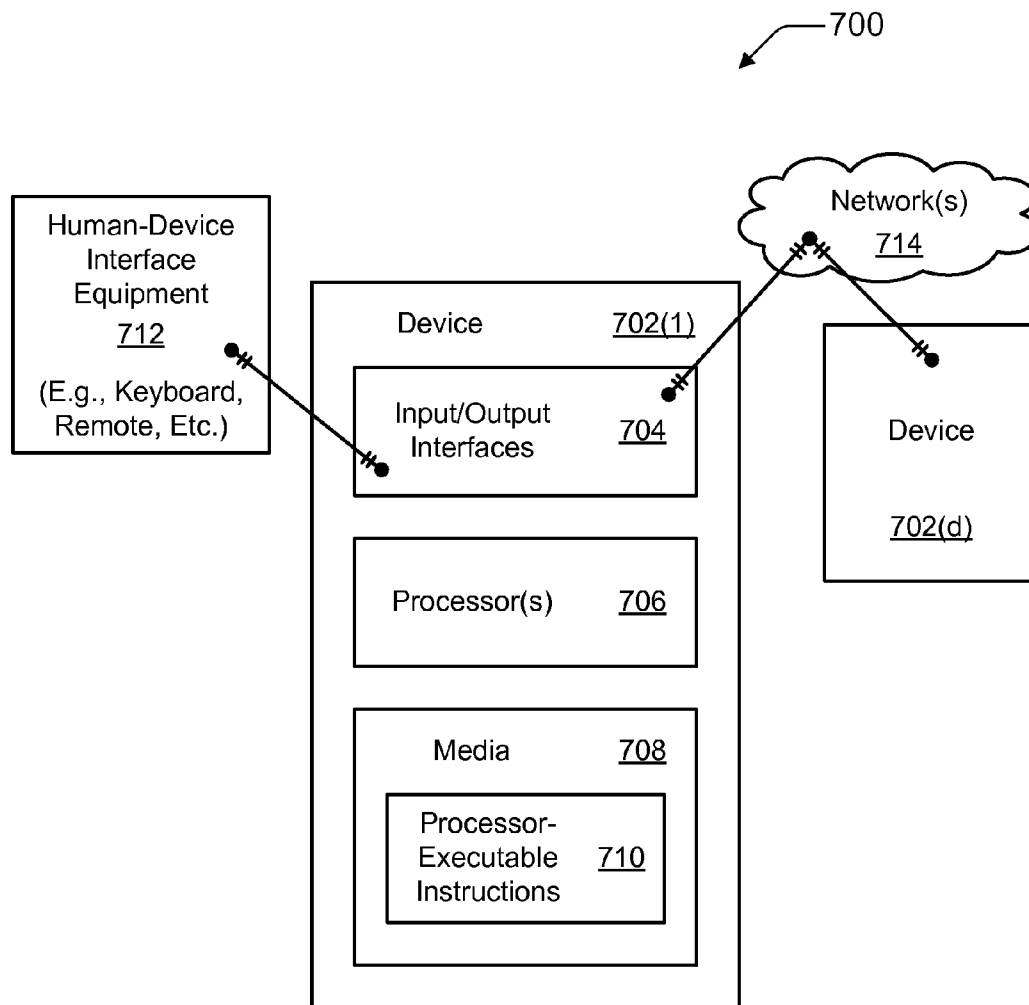 700
Human-Device
Interface
Equipment
712
(E.g., Keyboard,
Remote, Etc.)
Network(s)
714
Device 702(1)
Input/Output
Interfaces
704
Processor(s) 706
Media 708
Processor-
Executable
Instructions
710
Device
702(d)